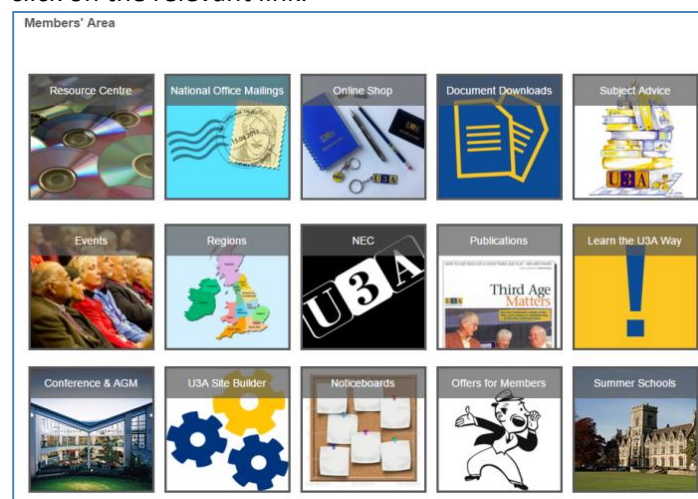 click on the relevant link.
Members' Area
Resource Centre
National Office Mailings
Online Shop
Document Downloads
Subject Advice
U3A
U3A
Events
Regions
NEC
Publications
Learn the U3A Way
U3A
Third Age
Matters
!
Conference & AGM
U3A Site Builder
Noticeboards
Offers for Members
Summer Schools